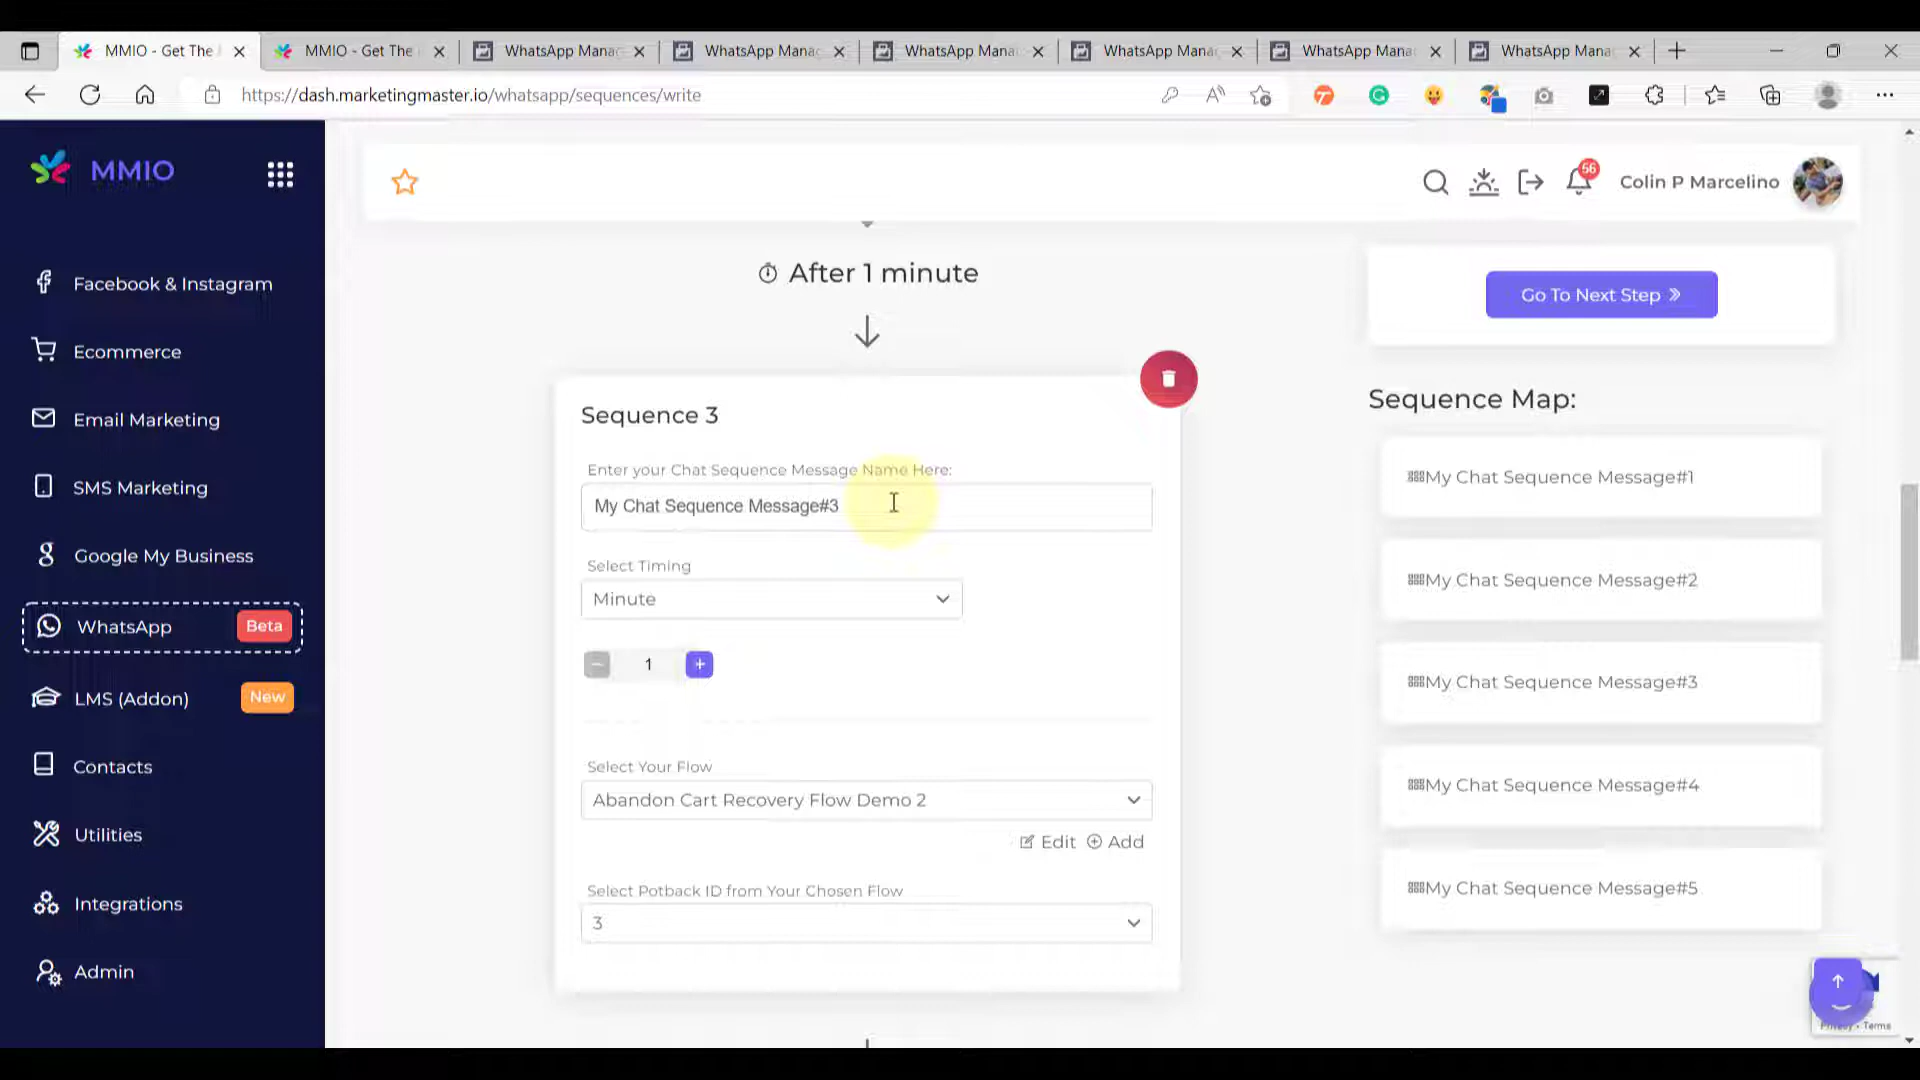 MMIO - Get The
MMIO - Get The
WhatsApp Mana
WhatsApp Mana
WhatsApp Mana
WhatsApp Mana
WhatsApp Mana
WhatsApp Mana
https://dash.marketingmaster.io/whatsapp/sequences/write
MMIO
56
Colin P Marcelino
Facebook & Instagram
Ecommerce
Email Marketing
SMS Marketing
Google My Business
WhatsApp
Beta
LMS (Addon)
New
Contacts
Utilities
Integrations
Admin
After 1 minute
Sequence 3
Enter your Chat Sequence Message Name Here:
My Chat Sequence Message#3
Select Timing
Minute
1
Select Your Flow
Abandon Cart Recovery Flow Demo 2
Edit
Add
Select Potback ID from Your Chosen Flow
3
Go To Next Step
Sequence Map:
My Chat Sequence Message#1
My Chat Sequence Message#2
My Chat Sequence Message#3
My Chat Sequence Message#4
My Chat Sequence Message#5
Privacy - Terms